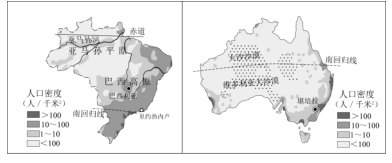 赤道
亚马孙河
亚马孙平原
巴西高原
巴西利亚
南回归线
里约热内卢
人口密度
(人/千米²)
>100
10~100
1~10
<100
大沙沙漠
维多利亚大沙漠
南回归线
堪培拉
人口密度
(人/千米²)
>100
10~100
1~10
<100